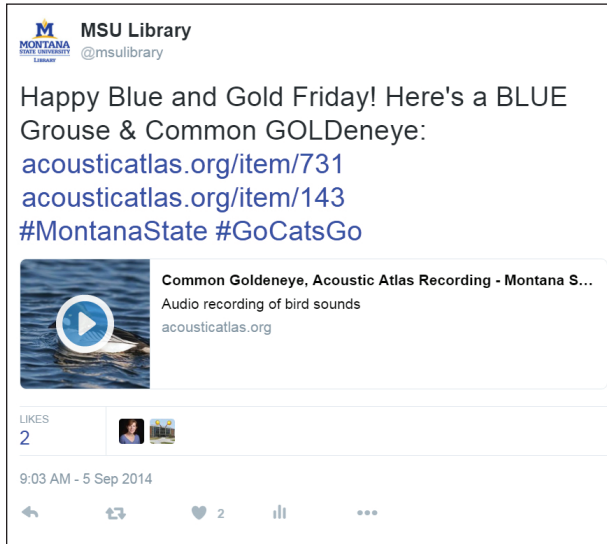 MSU Library
M
MONTANA
STATE UNIVERSITY
LIBRARY
@msulibrary
Happy Blue and Gold Friday! Here's a BLUE
Grouse & Common GOLDeneye:
acousticatlas.org/item/731
acousticatlas.org/item/143
#MontanaState #GoCatsGo
Common Goldeneye, Acoustic Atlas Recording - Montana S...
Audio recording of bird sounds
acousticatlas.org
LIKES
2
9:03 AM - 5 Sep 2014
2